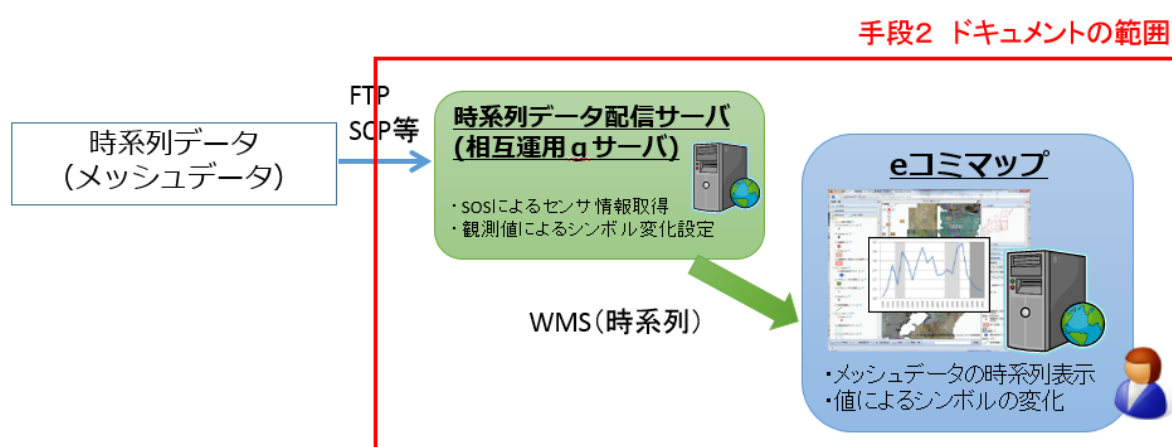 手段2 ドキュメントの範囲
FTP
SCP等
時系列データ
(メッシュデータ)
時系列データ配信サーバ
(相互運用gサーバ)
・SOSによるセンサ情報取得
・観測値によるシンボル変化設定
WMS(時系列)
eコミマップ
・メッシュデータの時系列表示
・値によるシンボルの変化